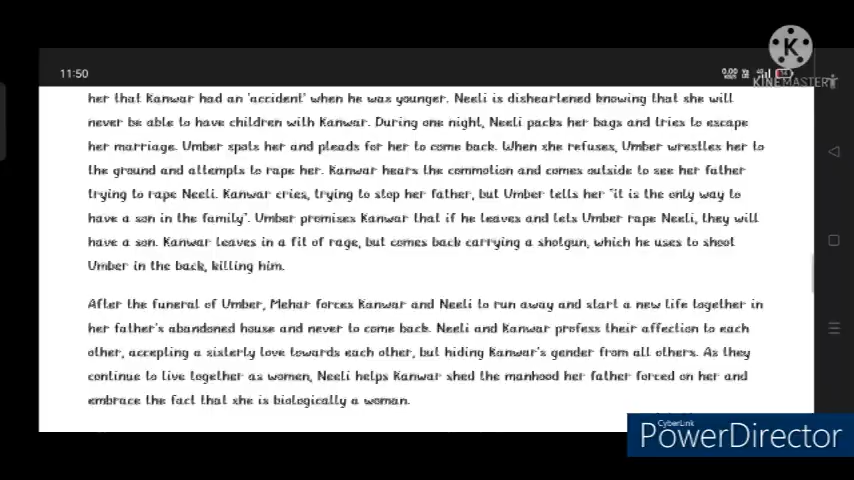 11:50
0.00
KB/S
4G
KINEMASTER
her that Kanwar had an 'accident' when he was younger. Neeli is disheartened knowing that she will
never be able to have children with Kanwar. During one night, Neeli packs her bags and tries to escape
her marriage. Umber spots her and pleads for her to come back. When she refuses, Umber wrestles her to
the ground and attempts to rape her. Kanwar hears the commotion and comes outside to see her father
trying to rape Neeli. Kanwar cries, trying to stop her father, but Umber tells her "it is the only way to
have a son in the family". Umber promises Kanwar that if he leaves and lets Umber rape Neeli, they will
have a son. Kanwar leaves in a fit of rage, but comes back carrying a shotgun, which he uses to shoot
Umber in the back, killing him.
After the funeral of Umber, Mehar forces Kanwar and Neeli to run away and start a new life together in
her father's abandoned house and never to come back. Neeli and Kanwar profess their affection to each
other, accepting a sisterly love towards each other, but hiding Kanwar's gender from all others. As they
continue to live together as women, Neeli helps Kanwar shed the manhood her father forced on her and
embrace the fact that she is biologically a woman.
CyberLink
PowerDirector